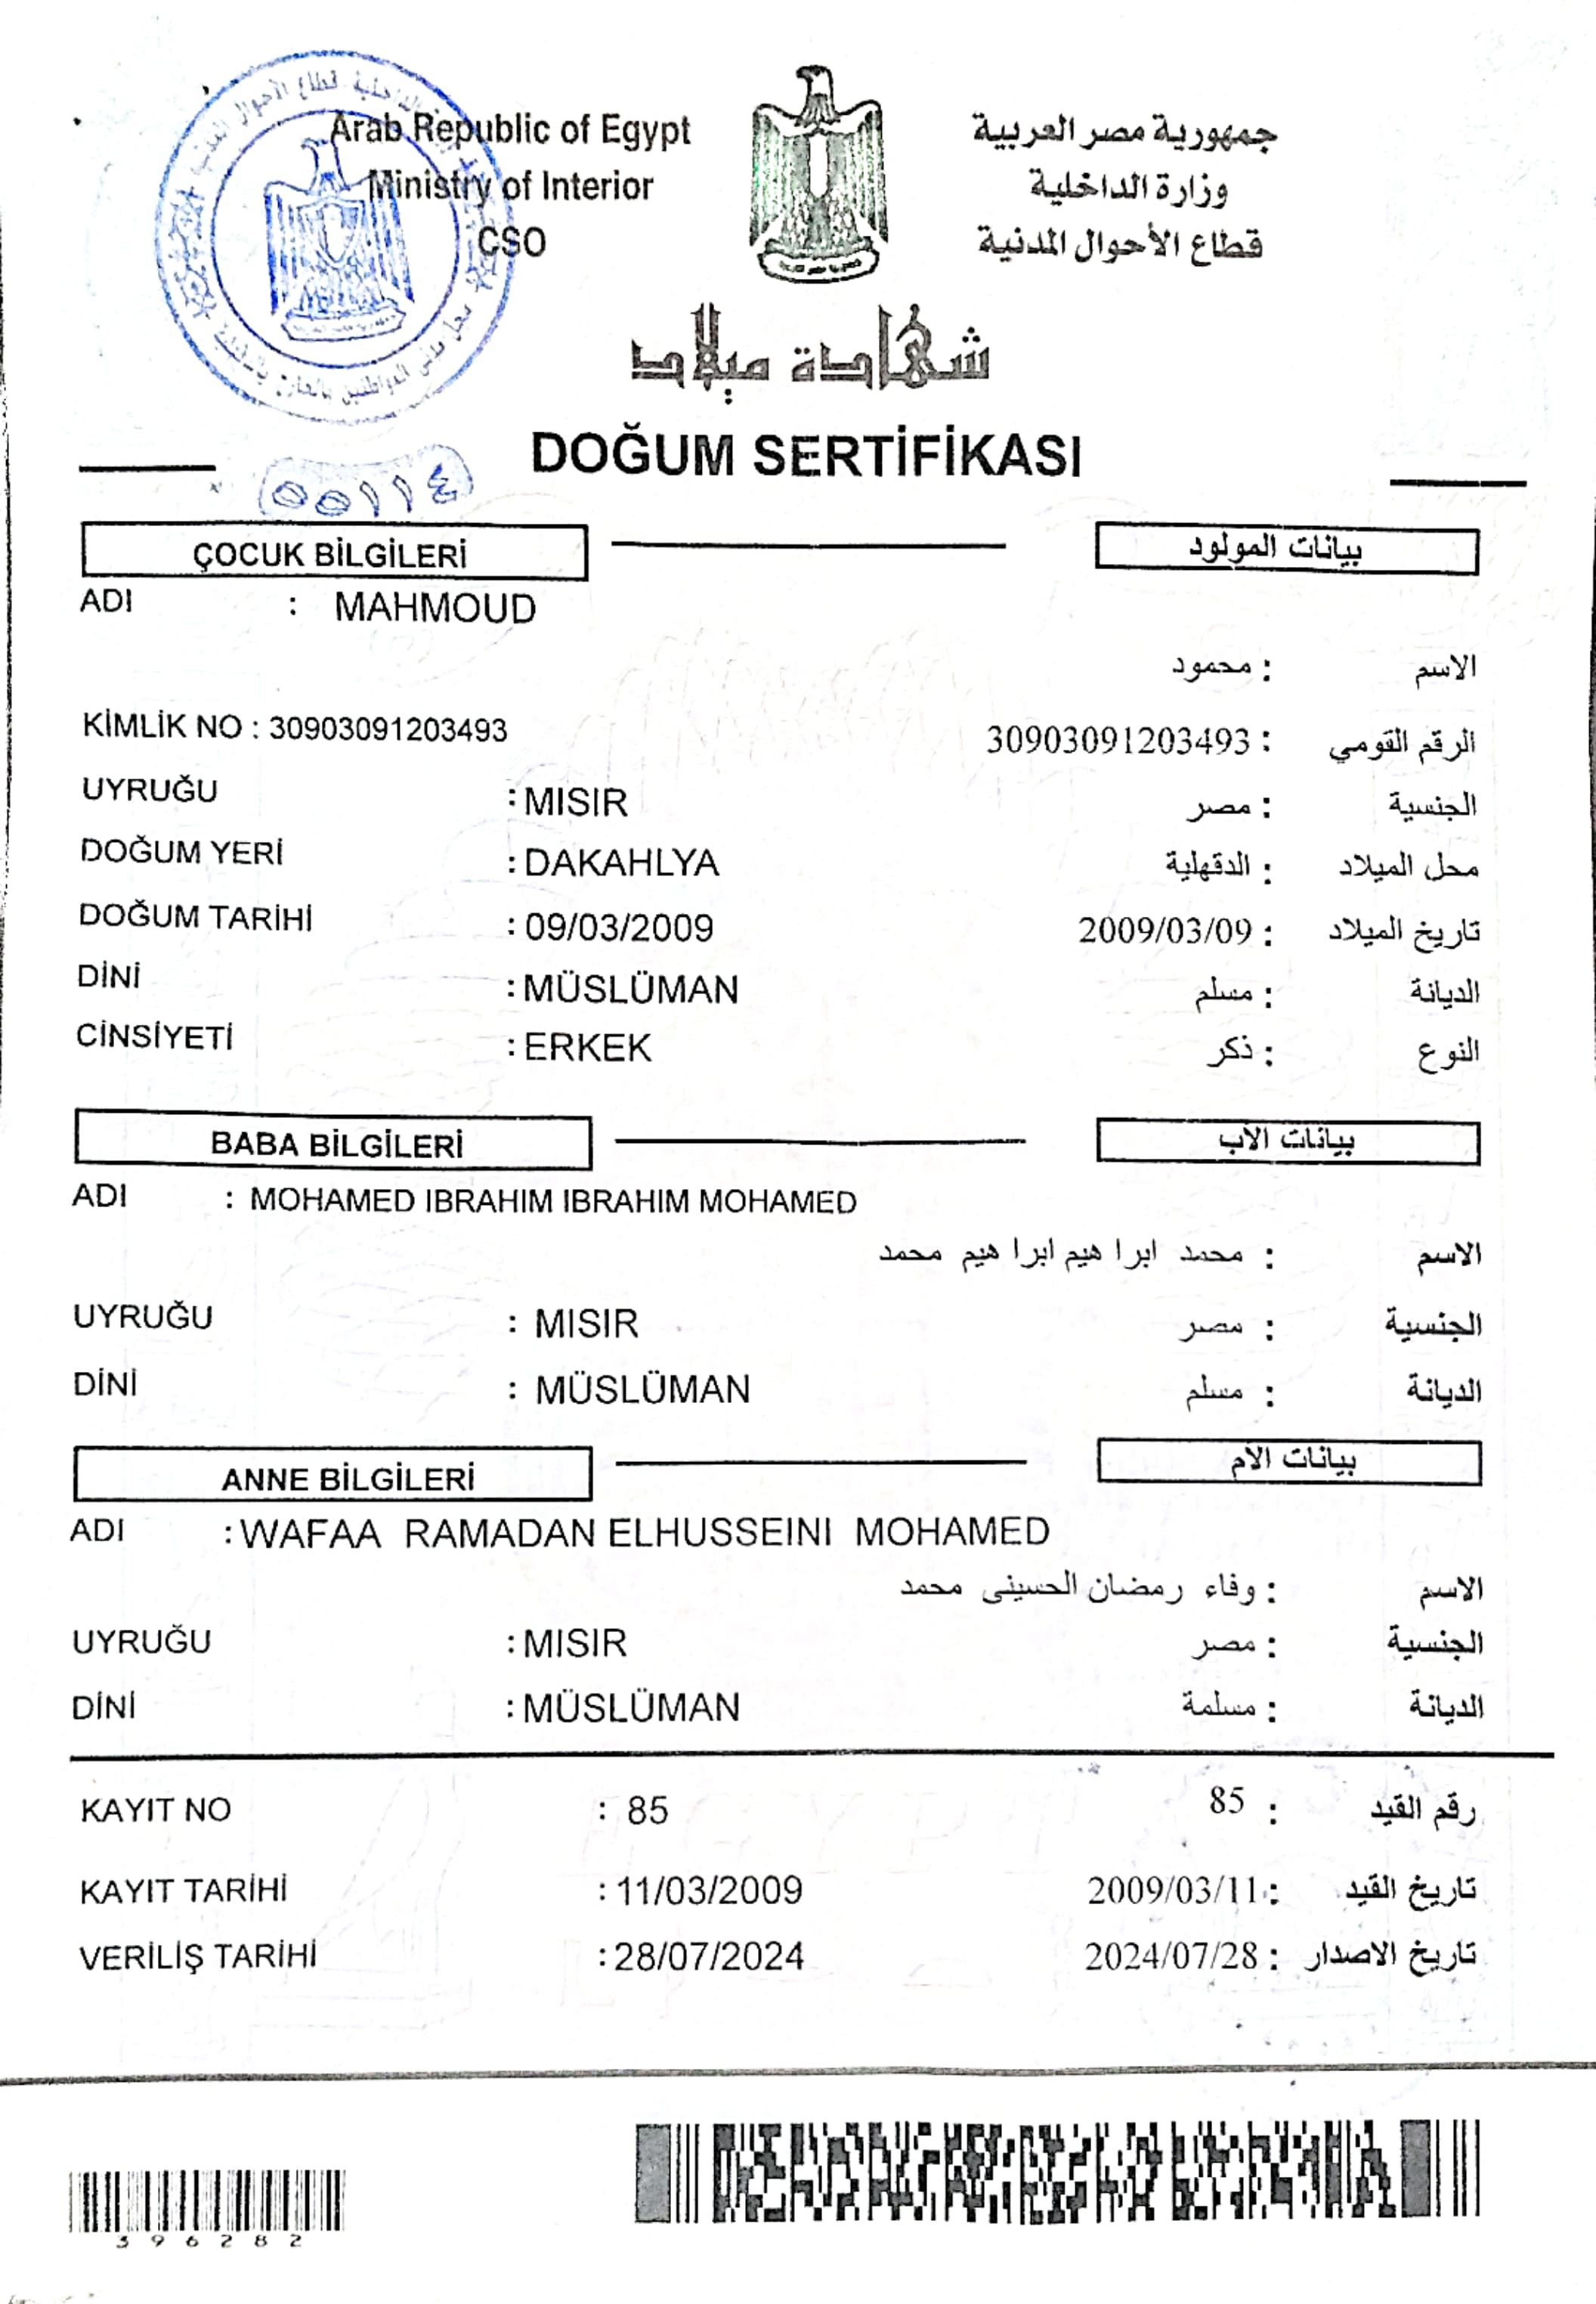 Arab Republic of Egypt
Ministry of Interior
CSO
جمهورية مصر العربية
وزارة الداخلية
قطاع الأحوال المدنية
شهادة ميلاد
DOĞUM SERTİFİKASI
٥٥١١٤
ÇOCUK BİLGİLERİ
بيانات المولود
ADI : MAHMOUD
الاسم : محمود
KİMLİK NO : 30903091203493
الرقم القومي : 30903091203493
UYRUĞU : MISIR
الجنسية : مصر
DOĞUM YERİ : DAKAHLYA
محل الميلاد : الدقهلية
DOĞUM TARİHİ : 09/03/2009
تاريخ الميلاد : 2009/03/09
DİNİ : MÜSLÜMAN
الديانة : مسلم
CİNSİYETİ : ERKEK
النوع : ذكر
BABA BİLGİLERİ
بيانات الاب
ADI : MOHAMED IBRAHIM IBRAHIM MOHAMED
الاسم : محمد ابراهيم ابراهيم محمد
UYRUĞU : MISIR
الجنسية : مصر
DİNİ : MÜSLÜMAN
الديانة : مسلم
ANNE BİLGİLERİ
بيانات الام
ADI : WAFAA RAMADAN ELHUSSEINI MOHAMED
الاسم : وفاء رمضان الحسينى محمد
UYRUĞU : MISIR
الجنسية : مصر
DİNİ : MÜSLÜMAN
الديانة : مسلمة
KAYIT NO : 85
رقم القيد : 85
KAYIT TARİHİ : 11/03/2009
تاريخ القيد : 2009/03/11
VERİLİŞ TARİHİ : 28/07/2024
تاريخ الاصدار : 2024/07/28
396282